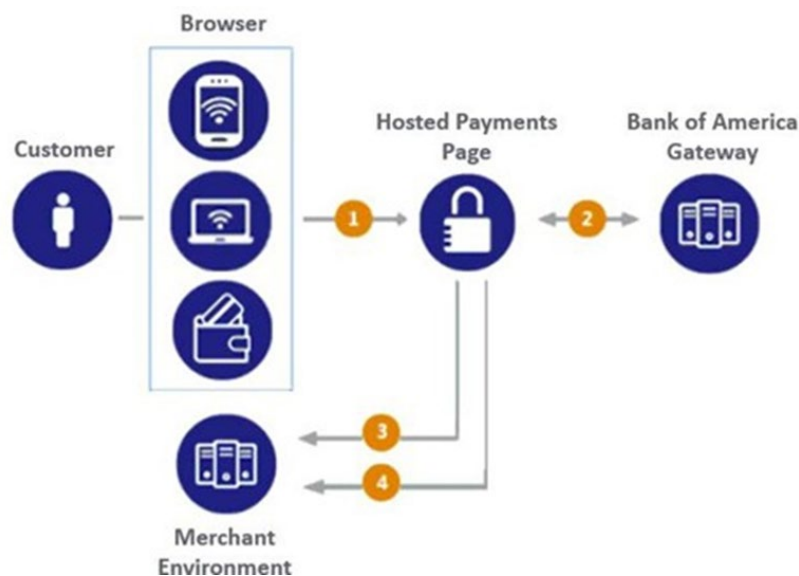 Browser
Customer
Hosted Payments
Page
Bank of America
Gateway
1
2
3
4
Merchant
Environment